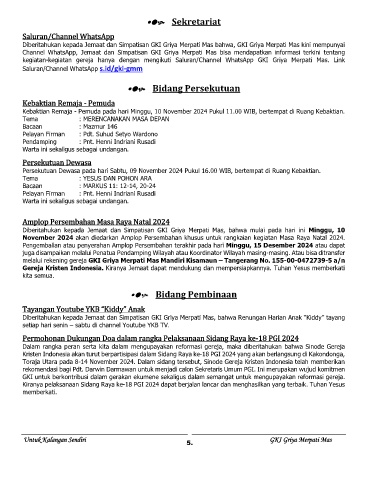 Sekretariat
Saluran/Channel WhatsApp
Diberitahukan kepada Jemaat dan Simpatisan GKI Griya Merpati Mas bahwa, GKI Griya Merpati Mas kini mempunyai
Channel WhatsApp, Jemaat dan Simpatisan GKI Griya Merpati Mas bisa mendapatkan informasi terkini tentang
kegiatan-kegiatan gereja hanya dengan mengikuti Saluran/Channel WhatsApp GKI Griya Merpati Mas. Link
Saluran/Channel WhatsApp s.id/gki-gmm
Bidang Persekutuan
Kebaktian Remaja - Pemuda
Kebaktian Remaja - Pemuda pada hari Minggu, 10 November 2024 Pukul 11.00 WIB, bertempat di Ruang Kebaktian.
Tema : MERENCANAKAN MASA DEPAN
Bacaan : Mazmur 146
Pelayan Firman : Pdt. Suhud Setyo Wardono
Pendamping : Pnt. Henni Indriani Rusadi
Warta ini sekaligus sebagai undangan.
Persekutuan Dewasa
Persekutuan Dewasa pada hari Sabtu, 09 November 2024 Pukul 16.00 WIB, bertempat di Ruang Kebaktian.
Tema : YESUS DAN POHON ARA
Bacaan : MARKUS 11: 12-14, 20-24
Pelayan Firman : Pnt. Henni Indriani Rusadi
Warta ini sekaligus sebagai undangan.
Amplop Persembahan Masa Raya Natal 2024
Diberitahukan kepada Jemaat dan Simpatisan GKI Griya Merpati Mas, bahwa mulai pada hari ini Minggu, 10
November 2024 akan diedarkan Amplop Persembahan khusus untuk rangkaian kegiatan Masa Raya Natal 2024.
Pengembalian atau penyerahan Amplop Persembahan terakhir pada hari Minggu, 15 Desember 2024 atau dapat
juga disampaikan melalui Penatua Pendamping Wilayah atau Koordinator Wilayah masing-masing. Atau bisa ditransfer
melalui rekening gereja GKI Griya Merpati Mas Mandiri Kisamaun – Tangerang No. 155-00-0472739-5 a/n
Gereja Kristen Indonesia. Kiranya Jemaat dapat mendukung dan mempersiapkannya. Tuhan Yesus memberkati
kita semua.
Bidang Pembinaan
Tayangan Youtube YKB "Kiddy" Anak
Diberitahukan kepada Jemaat dan Simpatisan GKI Griya Merpati Mas, bahwa Renungan Harian Anak "Kiddy" tayang
setiap hari senin – sabtu di channel Youtube YKB TV.
Permohonan Dukungan Doa dalam rangka Pelaksanaan Sidang Raya ke-18 PGI 2024
Dalam rangka peran serta kita dalam mengupayakan reformasi gereja, maka diberitahukan bahwa Sinode Gereja
Kristen Indonesia akan turut berpartisipasi dalam Sidang Raya ke-18 PGI 2024 yang akan berlangsung di Kakondonga,
Toraja Utara pada 8-14 November 2024. Dalam sidang tersebut, Sinode Gereja Kristen Indonesia telah memberikan
rekomendasi bagi Pdt. Darwin Darmawan untuk menjadi calon Sekretaris Umum PGI. Ini merupakan wujud komitmen
GKI untuk berkontribusi dalam gerakan ekumene sekaligus dalam semangat untuk mengupayakan reformasi gereja.
Kiranya pelaksanaan Sidang Raya ke-18 PGI 2024 dapat berjalan lancar dan menghasilkan yang terbaik. Tuhan Yesus
memberkati.
Untuk Kalangan Sendiri 5. GKI Griya Merpati Mas